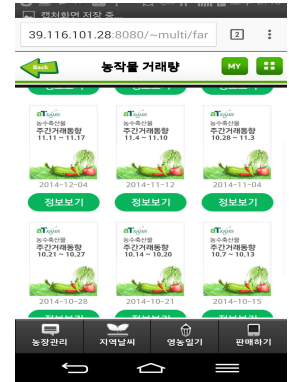 캡처화면 저장 중...
39.116.101.28:8080/~multi/far
2
Back
농작물 거래량
MY
정보보기 정보보기 정보보기
aT
aT
aT
농수축산물
주간거래동향
11.11 ~ 11.17
농수축산물
주간거래동향
11.4 ~ 11.10
농수축산물
주간거래동향
10.28 ~ 11.3
2014-12-04 2014-11-12 2014-11-04
정보보기 정보보기 정보보기
aT
aT
aT
농수축산물
주간거래동향
10.21 ~ 10.27
농수축산물
주간거래동향
10.14 ~ 10.20
농수축산물
주간거래동향
10.7 ~ 10.13
2014-10-28 2014-10-21 2014-10-15
농장관리 지역날씨 영농일기 판매하기